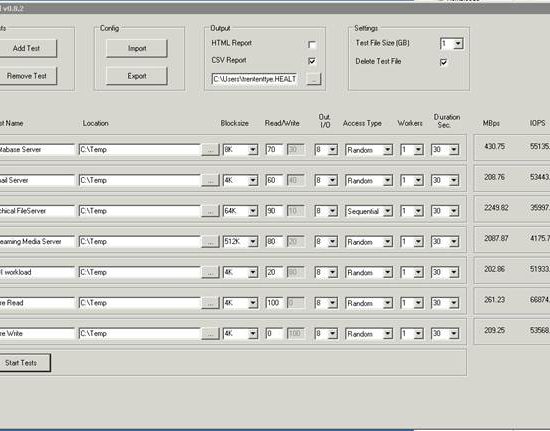 v0.8.2
Config
Output
Settings
Add Test
Import
HTML Report
Test File Size (GB)
1
CSV Report
Delete Test File
Remove Test
Export
C:\Users\trententtye.HEALT
...
Name
Location
Blocksize
Read/Write
Out. I/O
Access Type
Workers
Duration Sec.
MBps
IOPS
tabase Server
C:\Temp
...
8K
70
30
8
Random
1
30
430.75
55135.
ail Server
C:\Temp
...
4K
60
40
8
Random
1
30
208.76
53443.
chical FileServer
C:\Temp
...
64K
90
10
8
Sequential
1
30
2249.82
35997.
eaming Media Server
C:\Temp
...
512K
80
20
8
Random
1
30
2087.87
4175.7
workload
C:\Temp
...
4K
20
80
8
Random
1
30
202.86
51933.
re Read
C:\Temp
...
4K
100
0
8
Random
1
30
261.23
66874.
re Write
C:\Temp
...
4K
0
100
8
Random
1
30
209.25
53568.
Start Tests